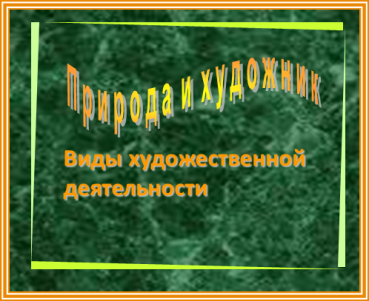 Природа и художник
Виды художественной
деятельности